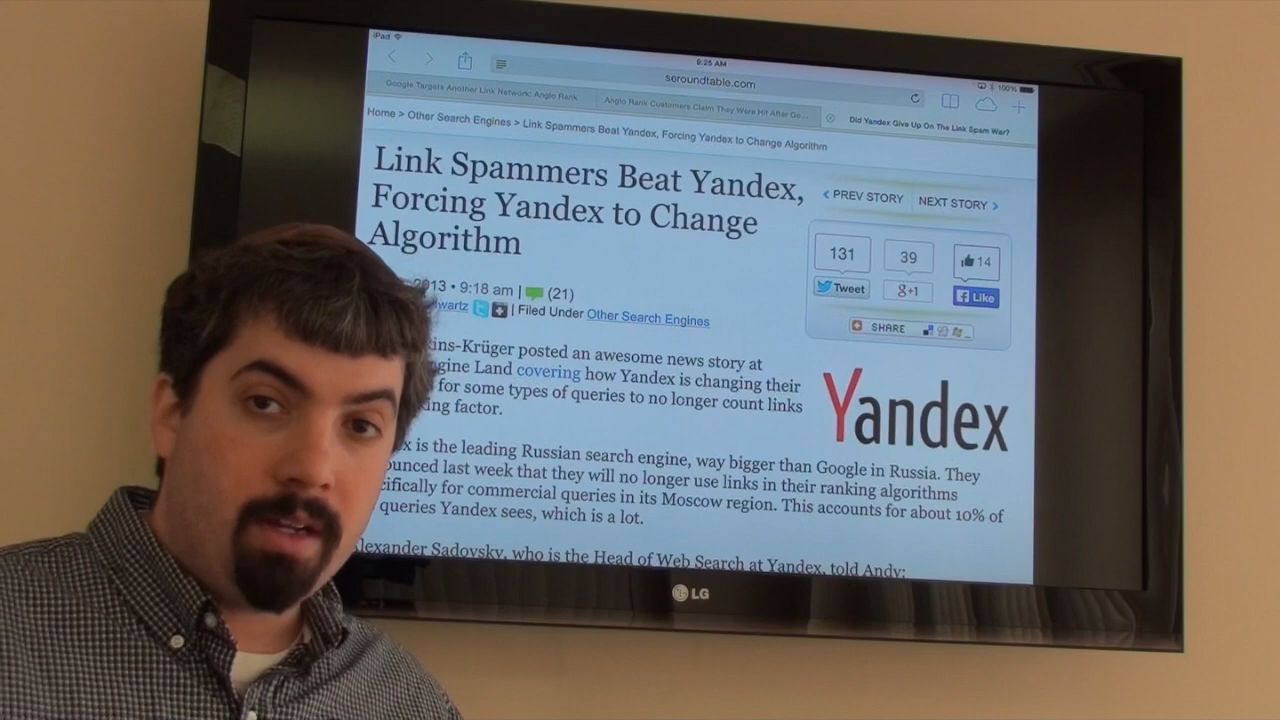 iPad
8:25 AM
100%
seroundtable.com
Google Targets Another Link Network: Anglo Rank
Anglo Rank Customers Claim They Were Hit After Go...
Did Yandex Give Up On The Link Spam War?
Home > Other Search Engines > Link Spammers Beat Yandex, Forcing Yandex to Change Algorithm
Link Spammers Beat Yandex,
Forcing Yandex to Change
Algorithm
PREV STORY
NEXT STORY
131
39
14
Tweet
g+1
Like
SHARE
2013 • 9:18 am | (21)
wartz | Filed Under Other Search Engines
ins-Krüger posted an awesome news story at
gine Land covering how Yandex is changing their
for some types of queries to no longer count links
ing factor.
Yandex
x is the leading Russian search engine, way bigger than Google in Russia. They
ounced last week that they will no longer use links in their ranking algorithms
cifically for commercial queries in its Moscow region. This accounts for about 10% of
queries Yandex sees, which is a lot.
lexander Sadovsky, who is the Head of Web Search at Yandex, told Andy:
LG